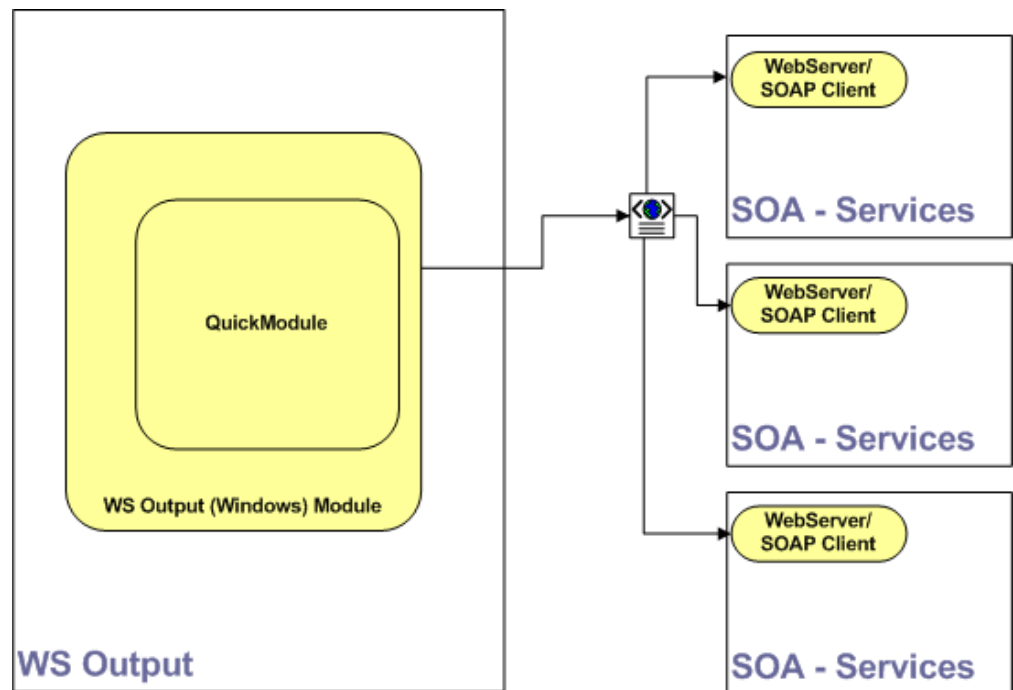 QuickModule
WS Output (Windows) Module
WS Output
WebServer/
SOAP Client
SOA - Services
WebServer/
SOAP Client
SOA - Services
WebServer/
SOAP Client
SOA - Services